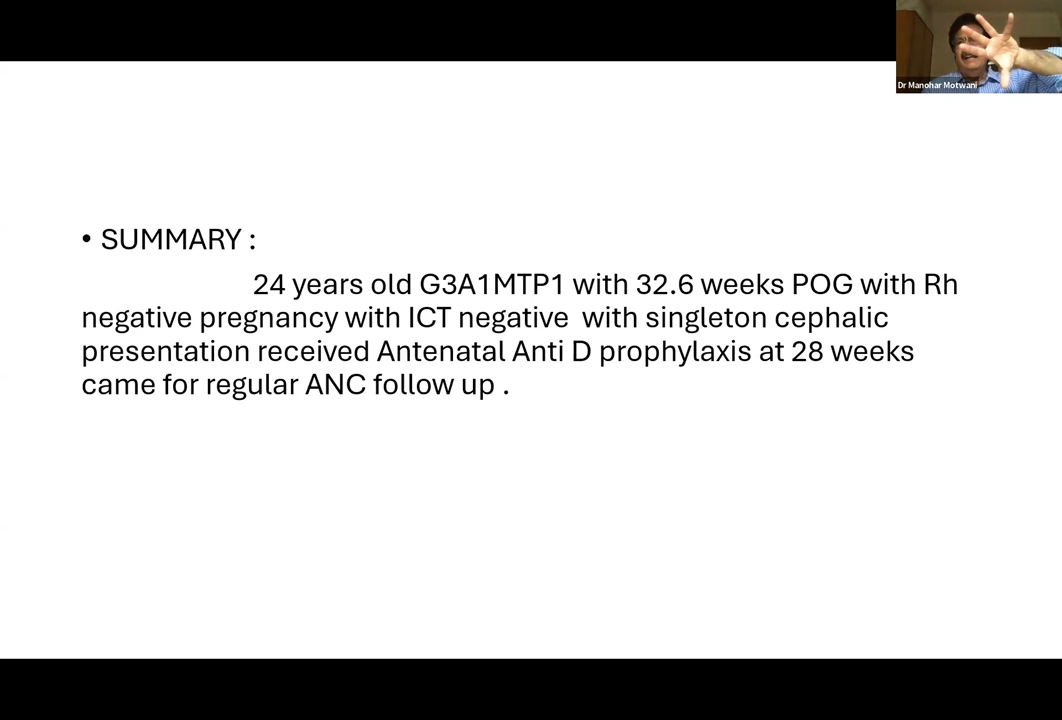 Dr Manohar Motwani
• SUMMARY :
24 years old G3A1MTP1 with 32.6 weeks POG with Rh
negative pregnancy with ICT negative with singleton cephalic
presentation received Antenatal Anti D prophylaxis at 28 weeks
came for regular ANC follow up .